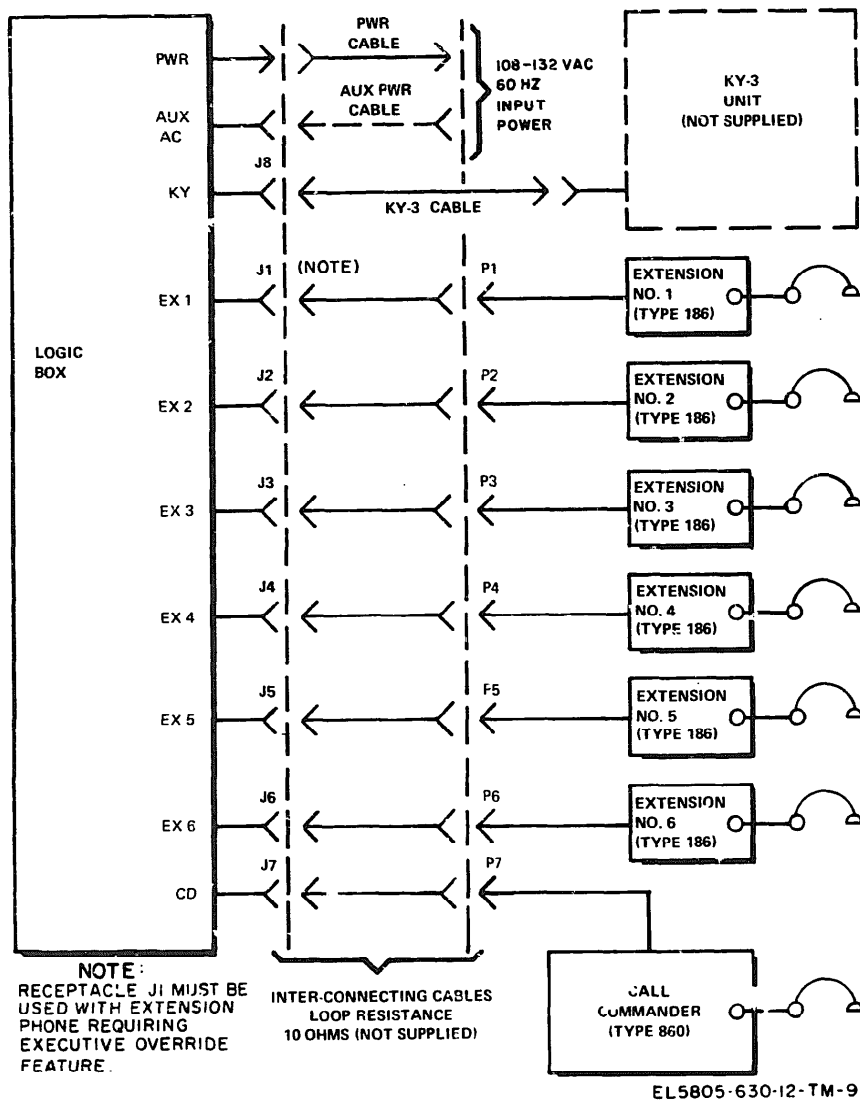 PWR
CABLE
PWR
108-132 VAC
60 HZ
INPUT
POWER
AUX PWR
CABLE
AUX
AC
KY-3
UNIT
(NOT SUPPLIED)
J8
KY
KY-3 CABLE
J1
(NOTE)
P1
EX 1
EXTENSION
NO. 1
(TYPE 186)
LOGIC
BOX
J2
P2
EX 2
EXTENSION
NO. 2
(TYPE 186)
J3
P3
EX 3
EXTENSION
NO. 3
(TYPE 186)
J4
P4
EX 4
EXTENSION
NO. 4
(TYPE 186)
J5
F5
EX 5
EXTENSION
NO. 5
(TYPE 186)
J6
P6
EX 6
EXTENSION
NO. 6
(TYPE 186)
J7
P7
CD
NOTE:
RECEPTACLE J1 MUST BE
USED WITH EXTENSION
PHONE REQUIRING
EXECUTIVE OVERRIDE
FEATURE.
INTER-CONNECTING CABLES
LOOP RESISTANCE
10 OHMS (NOT SUPPLIED)
CALL
COMMANDER
(TYPE 860)
EL5805-630-12-TM-9